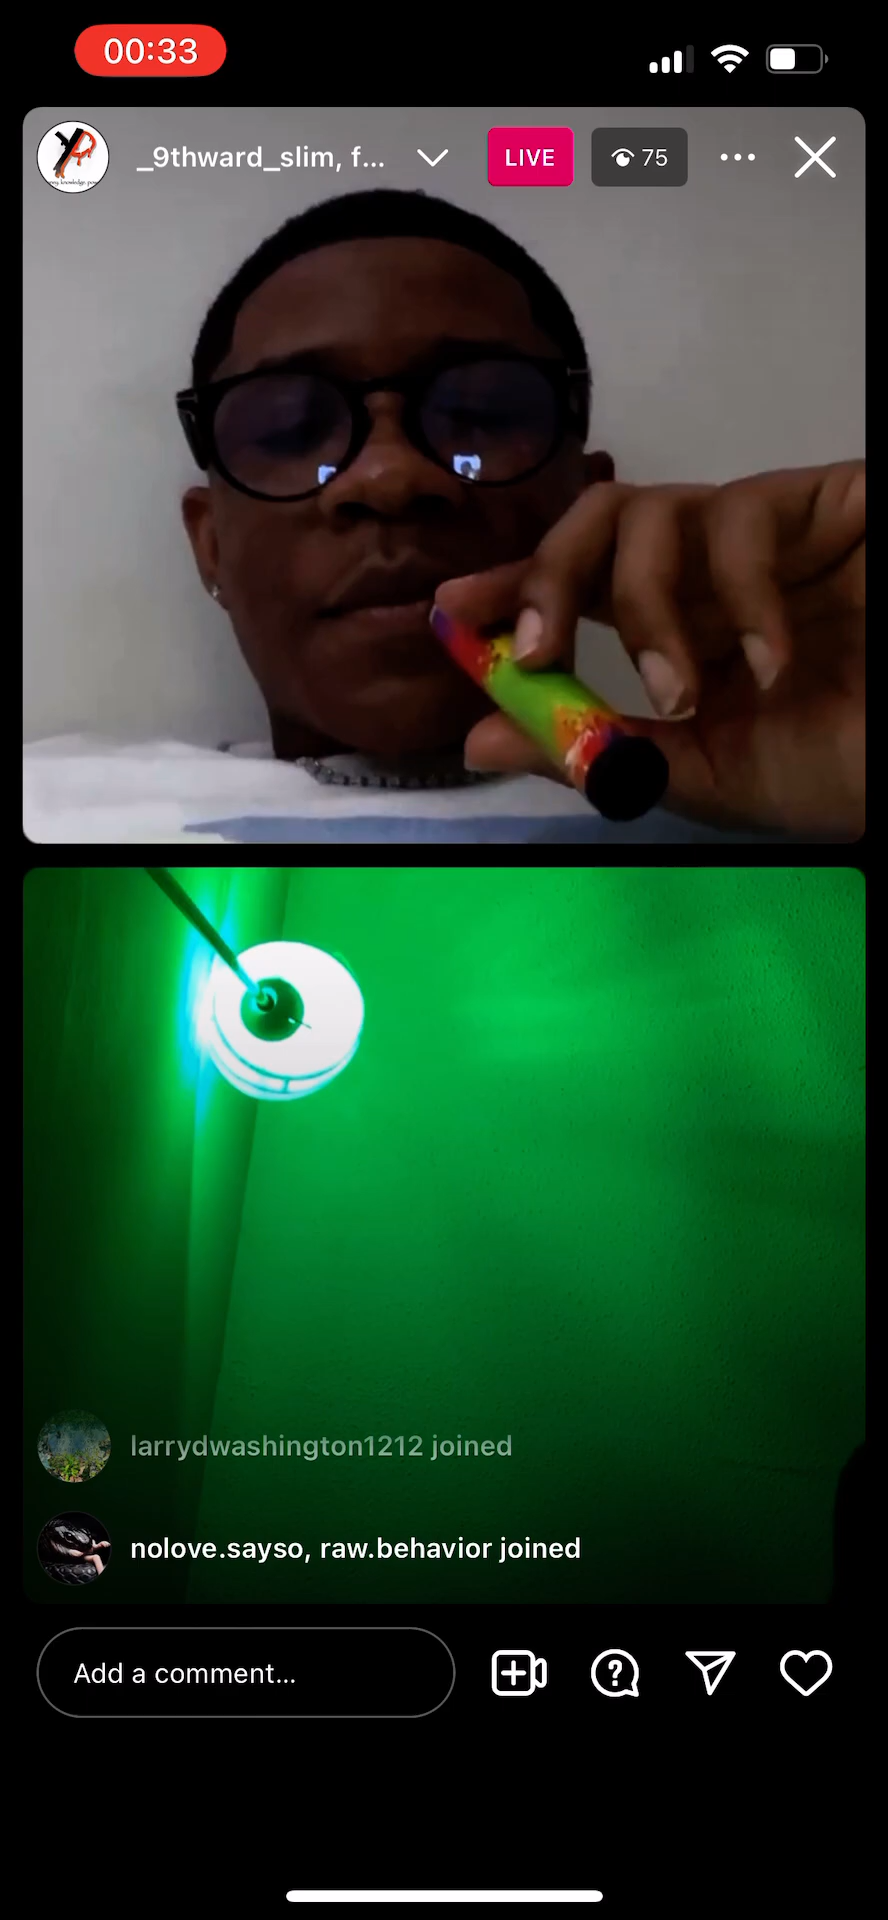 00:33
_9thward_slim, f...
LIVE
75
larrydwashington1212 joined
nolove.sayso, raw.behavior joined
Add a comment...